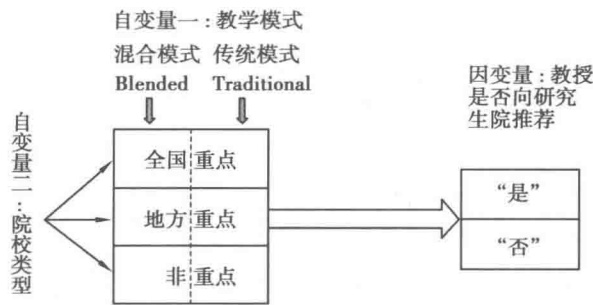 自变量一：教学模式
混合模式 传统模式
Blended Traditional
因变量：教授
是否向研究
生院推荐
自变量二：院校类型
全国重点
地方重点
非重点
“是”
“否”